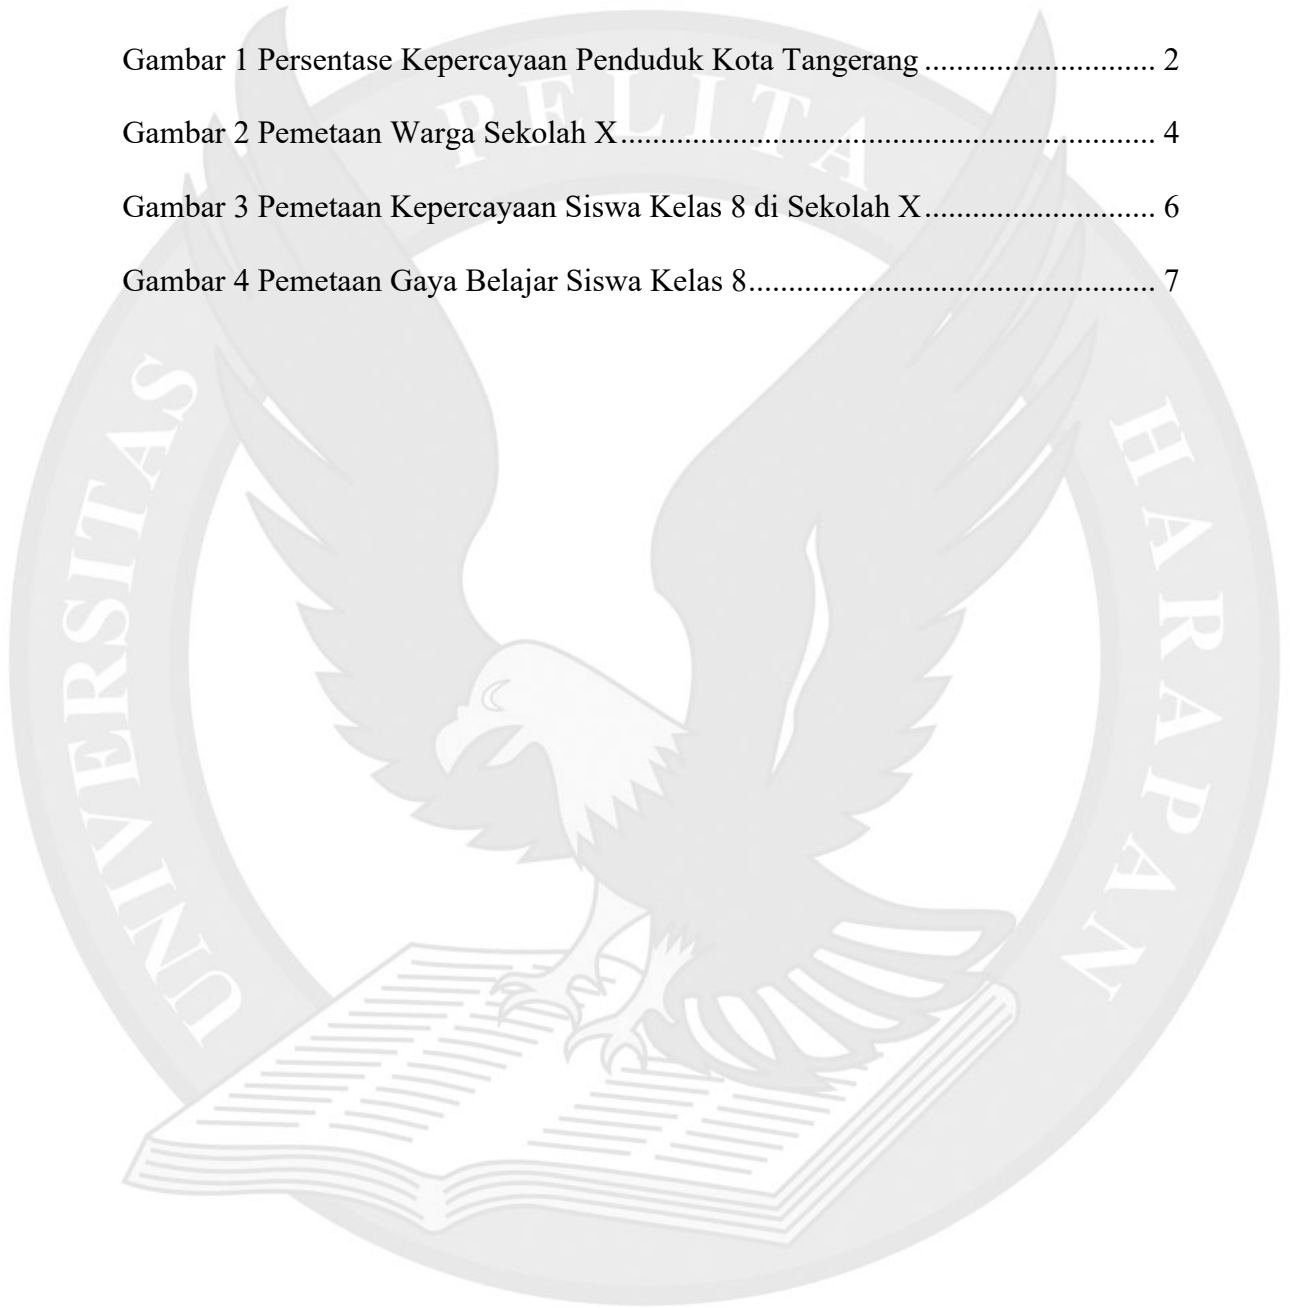 Gambar 1 Persentase Kepercayaan Penduduk Kota Tangerang ............................. 2
PELITA
Gambar 2 Pemetaan Warga Sekolah X................................................................... 4
Gambar 3 Pemetaan Kepercayaan Siswa Kelas 8 di Sekolah X............................. 6
Gambar 4 Pemetaan Gaya Belajar Siswa Kelas 8................................................... 7
UNIVERSITAS
HARAPAN